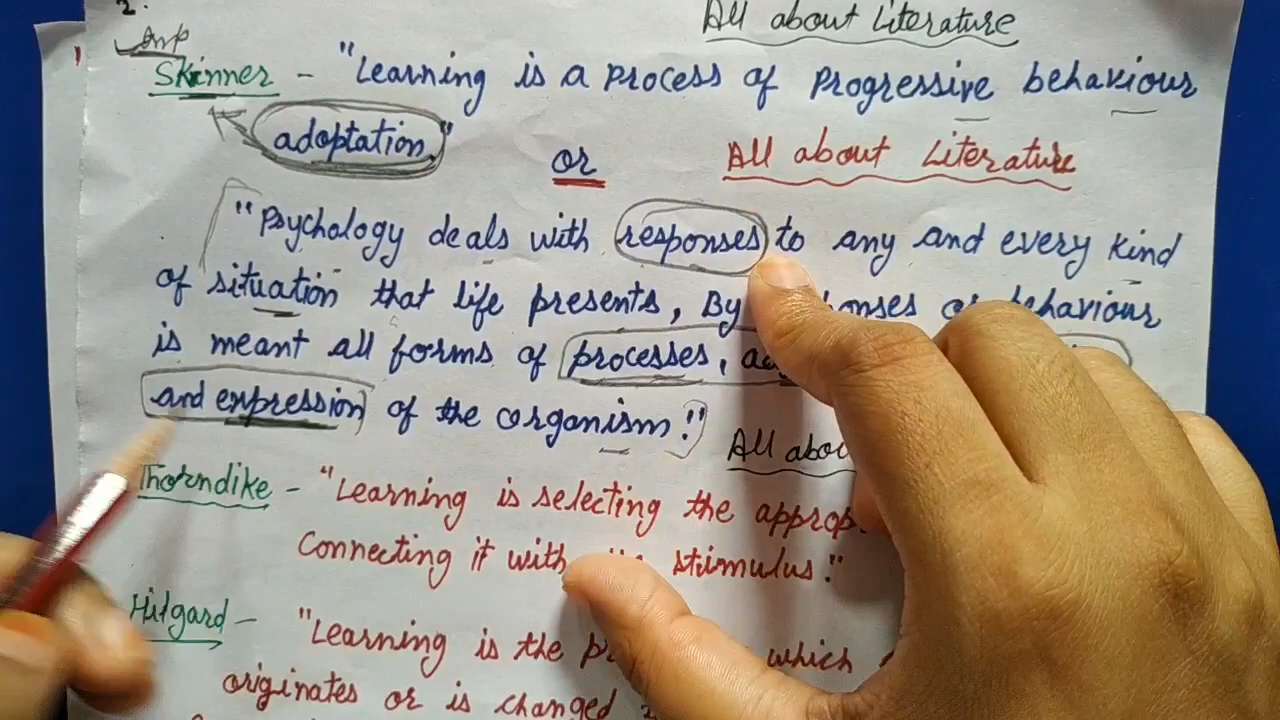 2.
All about Literature
Imp
Skinner - "Learning is a process of Progressive behaviour
adoptation" or All about Literature
"Psychology deals with responses to any and every kind
of situation that life presents, By or behaviour
is meant all forms of processes,
and expression of the organism."
All
Thorndike - "Learning is selecting the
Connecting it with stimulus."
Hilgard - "Learning is the which
originates or is changed